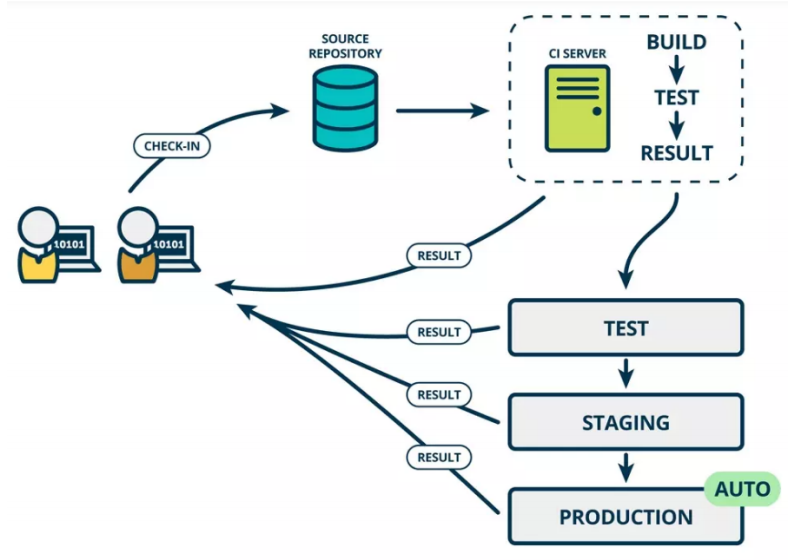 SOURCE
REPOSITORY
CI SERVER
BUILD
TEST
RESULT
CHECK-IN
10101
10101
RESULT
TEST
RESULT
STAGING
RESULT
PRODUCTION
RESULT
AUTO